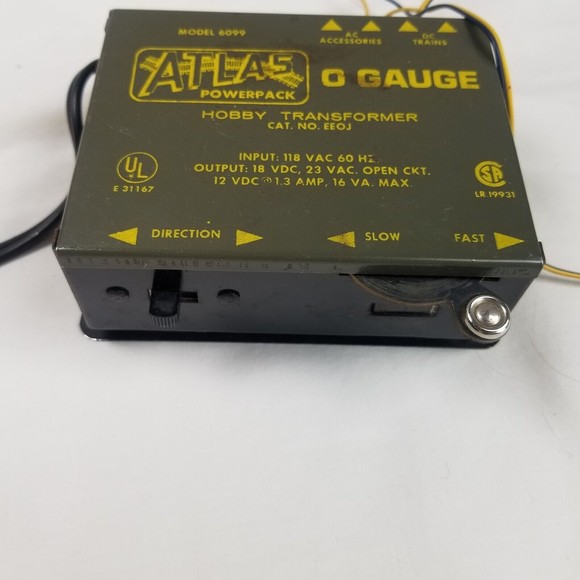 MODEL 6099
AC
ACCESSORIES
DC
TRAINS
ATLAS
POWERPACK
O GAUGE
HOBBY TRANSFORMER
CAT. NO. EEOJ
INPUT: 118 VAC 60 HZ.
OUTPUT: 18 VDC, 23 VAC. OPEN CKT.
12 VDC @ 1.3 AMP, 16 VA. MAX.
UL
E 31167
SA
LR.19931
DIRECTION
SLOW
FAST